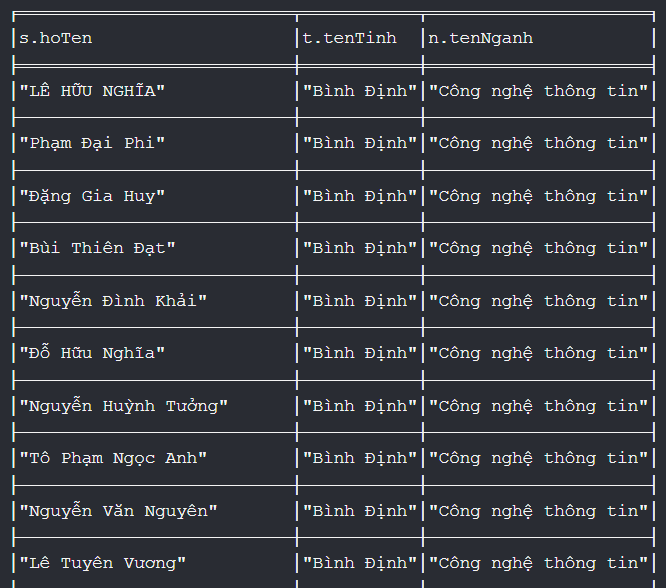 s.hoTen t.tenTinh n.tenNganh
"LÊ HỮU NGHĨA" "Bình Định" "Công nghệ thông tin"
"Phạm Đại Phi" "Bình Định" "Công nghệ thông tin"
"Đặng Gia Huy" "Bình Định" "Công nghệ thông tin"
"Bùi Thiên Đạt" "Bình Định" "Công nghệ thông tin"
"Nguyễn Đình Khải" "Bình Định" "Công nghệ thông tin"
"Đỗ Hữu Nghĩa" "Bình Định" "Công nghệ thông tin"
"Nguyễn Huỳnh Tưởng" "Bình Định" "Công nghệ thông tin"
"Tô Phạm Ngọc Anh" "Bình Định" "Công nghệ thông tin"
"Nguyễn Văn Nguyên" "Bình Định" "Công nghệ thông tin"
"Lê Tuyên Vương" "Bình Định" "Công nghệ thông tin"